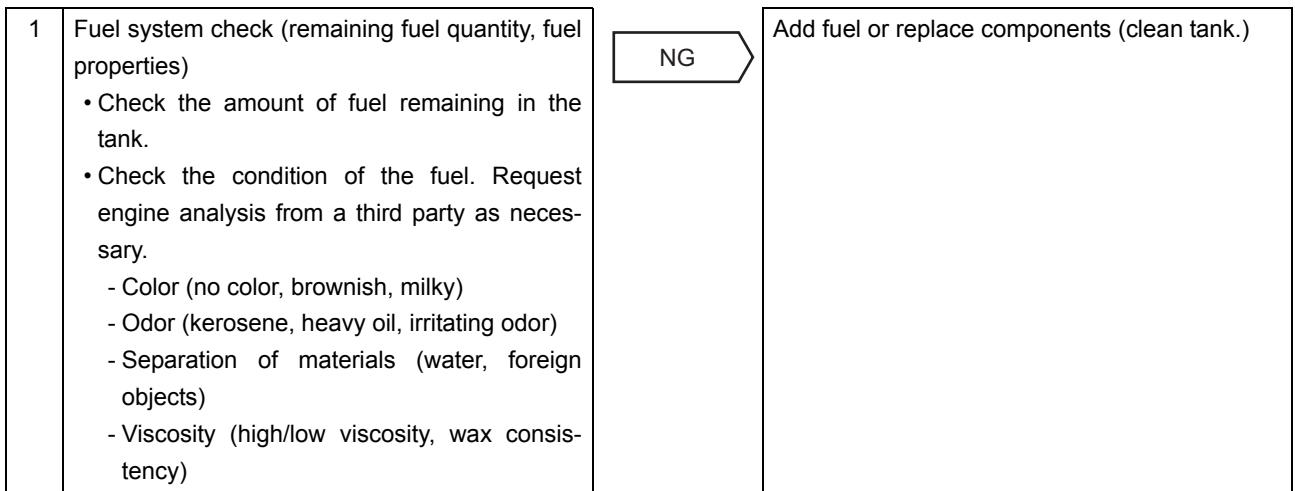 1 Fuel system check (remaining fuel quantity, fuel
properties)
• Check the amount of fuel remaining in the
tank.
• Check the condition of the fuel. Request
engine analysis from a third party as neces-
sary.
- Color (no color, brownish, milky)
- Odor (kerosene, heavy oil, irritating odor)
- Separation of materials (water, foreign
objects)
- Viscosity (high/low viscosity, wax consis-
tency)
NG
Add fuel or replace components (clean tank.)